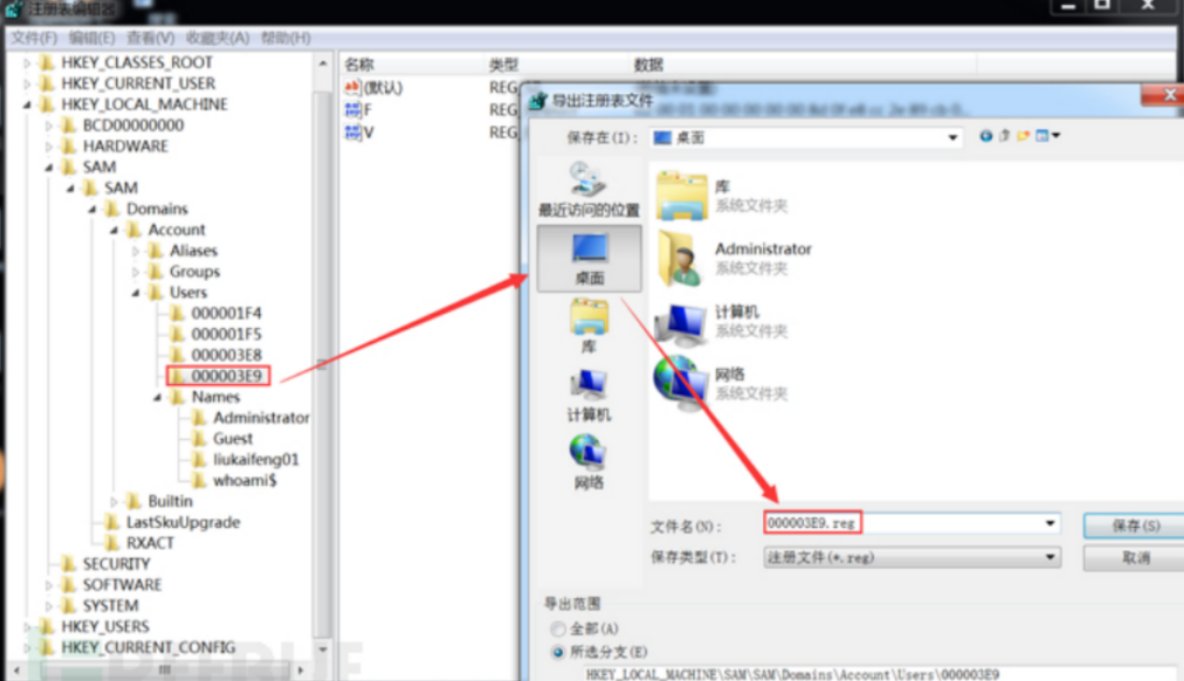 注册表编辑器
文件(F) 编辑(E) 查看(V) 收藏夹(A) 帮助(H)
HKEY_CLASSES_ROOT
HKEY_CURRENT_USER
HKEY_LOCAL_MACHINE
BCD00000000
HARDWARE
SAM
SAM
Domains
Account
Aliases
Groups
Users
000001F4
000001F5
000003E8
000003E9
Names
Administrator
Guest
liukaifeng01
whoami$
Builtin
LastSkuUpgrade
RXACT
SECURITY
SOFTWARE
SYSTEM
HKEY_USERS
HKEY_CURRENT_CONFIG
名称 类型 数据
(默认) REG
F REG
V REG
导出注册表文件
保存在(I): 桌面
最近访问的位置
桌面
库
计算机
网络
库
系统文件夹
Administrator
系统文件夹
计算机
系统文件夹
网络
系统文件夹
文件名(N): 000003E9.reg 保存(S)
保存类型(T): 注册文件(*.reg) 取消
导出范围
全部(A)
所选分支(E)
HKEY_LOCAL_MACHINE\SAM\SAM\Domains\Account\Users\000003E9